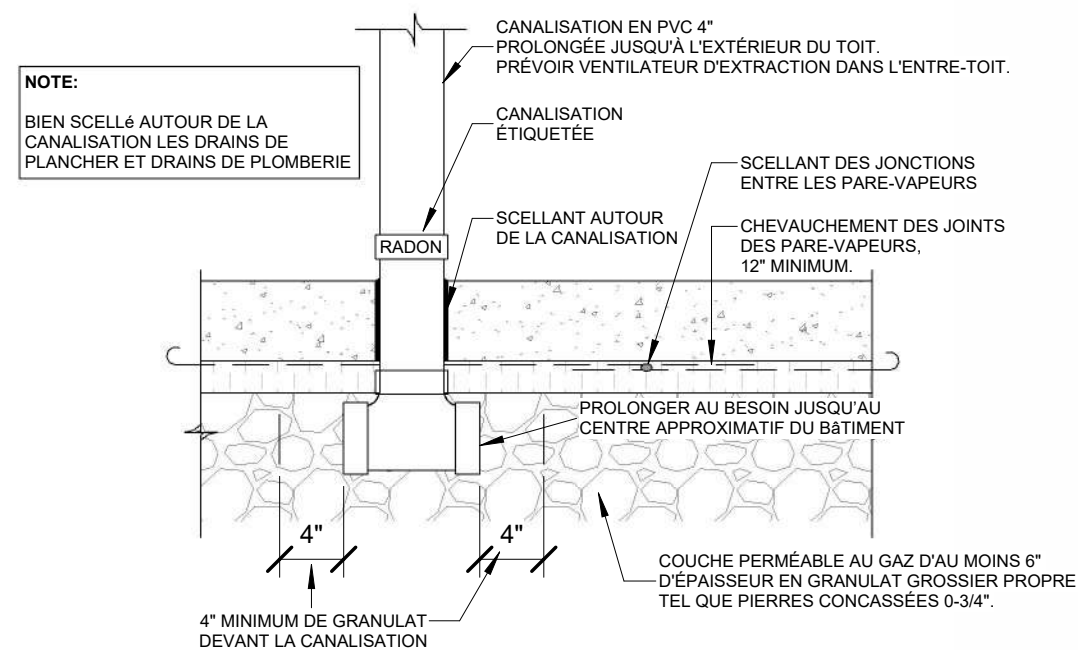 CANALISATION EN PVC 4"
PROLONGÉE JUSQU'À L'EXTÉRIEUR DU TOIT.
PRÉVOIR VENTILATEUR D'EXTRACTION DANS L'ENTRE-TOIT.
NOTE:
BIEN SCELLé AUTOUR DE LA
CANALISATION LES DRAINS DE
PLANCHER ET DRAINS DE PLOMBERIE
CANALISATION
ÉTIQUETÉE
SCELLANT DES JONCTIONS
ENTRE LES PARE-VAPEURS
SCELLANT AUTOUR
DE LA CANALISATION
CHEVAUCHEMENT DES JOINTS
DES PARE-VAPEURS,
12" MINIMUM.
RADON
PROLONGER AU BESOIN JUSQU'AU
CENTRE APPROXIMATIF DU BâTIMENT
4"
4"
COUCHE PERMÉABLE AU GAZ D'AU MOINS 6"
D'ÉPAISSEUR EN GRANULAT GROSSIER PROPRE
TEL QUE PIERRES CONCASSÉES 0-3/4".
4" MINIMUM DE GRANULAT
DEVANT LA CANALISATION